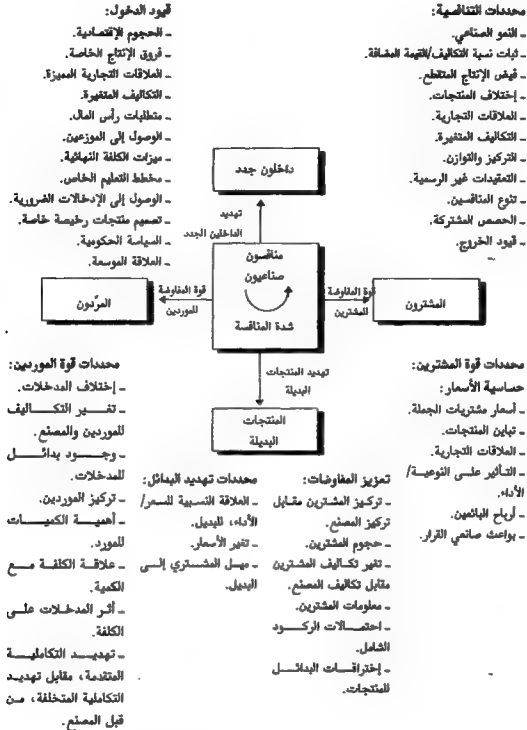 محددات التنافسية:
ـ النمو الصناعي.
ـ ثبات نسبة التكاليف/القيمة المضافة.
ـ فيض الإنتاج المتقطع.
ـ إختلاف المنتجات.
ـ العلاقات التجارية.
ـ التكاليف المتغيرة.
ـ التركيز والتوازن.
ـ التعقيدات غير الرسمية.
ـ تنوع المنافسين.
ـ الحصص المشتركة.
ـ قيود الخروج.
قيود الدخول:
ـ الحجوم الإقتصادية.
ـ فروق الإنتاج الخاصة.
ـ العلاقات التجارية المميزة.
ـ التكاليف المتغيرة.
ـ متطلبات رأس المال.
ـ الوصول إلى الموزعين.
ـ ميزات الكلفة النهائية.
ـ مخطط التعليم الخاص.
ـ الوصول إلى الإدخالات الضرورية.
ـ تصميم منتجات رخيصة خاصة.
ـ السياسة الحكومية.
ـ العلاقة الموسعة.
داخلون جدد
تهديد
الداخلين الجدد
منافسون
صناعيون
شدة المنافسة
قوة المفاوضة
للمشترين
المشترون
قوة المفاوضة
للموردين
المورّدون
تهديد المنتجات
البديلة
المنتجات
البديلة
محددات قوة المشترين:
حساسية الأسعار:
ـ أسعار مشتريات الجملة.
ـ تباين المنتجات.
ـ العلاقات التجارية.
ـ التأثير على النوعية/
الأداء.
ـ أرباح البائعين.
ـ بواعث صانعي القرار.
تعزيز المفاوضات:
ـ تركيز المشترين مقابل
تركيز المصنع.
ـ حجوم المشترين.
ـ تغير تكاليف المشترين
مقابل تكاليف المصنع.
ـ معلومات المشترين.
ـ احتمالات الركود
الشامل.
ـ إختراقات البدائل
للمنتجات.
محددات تهديد البدائل:
ـ العلاقة النسبية للسعر/
الأداء، للبديل.
ـ تغير الأسعار.
ـ ميل المشتري إلى
البديل.
محددات قوة الموردين:
ـ إختلاف المدخلات.
ـ تغير التكاليف
للموردين والمصنع.
ـ وجود بدائل
للمدخلات.
ـ تركيز الموردين.
ـ أهمية الكميات
للمورد.
ـ علاقة الكلفة مع
الكمية.
ـ أثر المدخلات على
الكلفة.
ـ تهديد التكاملية
المتقدمة، مقابل تهديد
التكاملية المتخلفة، من
قبل المصنع.